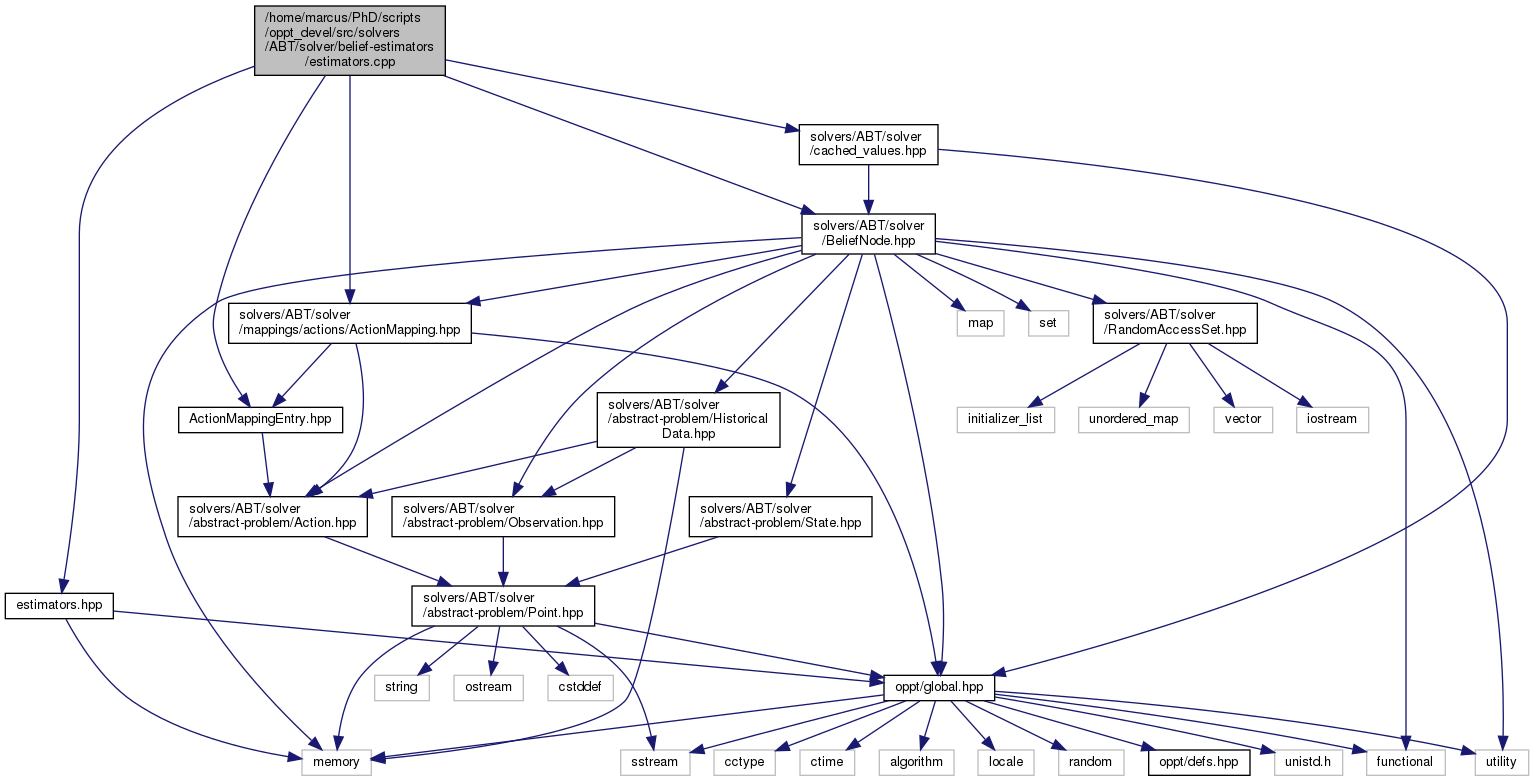 /home/marcus/PhD/scripts
/oppt_devel/src/solvers
/ABT/solver/belief-estimators
/estimators.cpp
solvers/ABT/solver
/cached_values.hpp
solvers/ABT/solver
/BeliefNode.hpp
solvers/ABT/solver
/mappings/actions/ActionMapping.hpp
map
set
solvers/ABT/solver
/RandomAccessSet.hpp
ActionMappingEntry.hpp
solvers/ABT/solver
/abstract-problem/Historical
Data.hpp
initializer_list
unordered_map
vector
iostream
solvers/ABT/solver
/abstract-problem/Action.hpp
solvers/ABT/solver
/abstract-problem/Observation.hpp
solvers/ABT/solver
/abstract-problem/State.hpp
estimators.hpp
solvers/ABT/solver
/abstract-problem/Point.hpp
string
ostream
cstddef
oppt/global.hpp
memory
sstream
cctype
ctime
algorithm
locale
random
oppt/defs.hpp
unistd.h
functional
utility